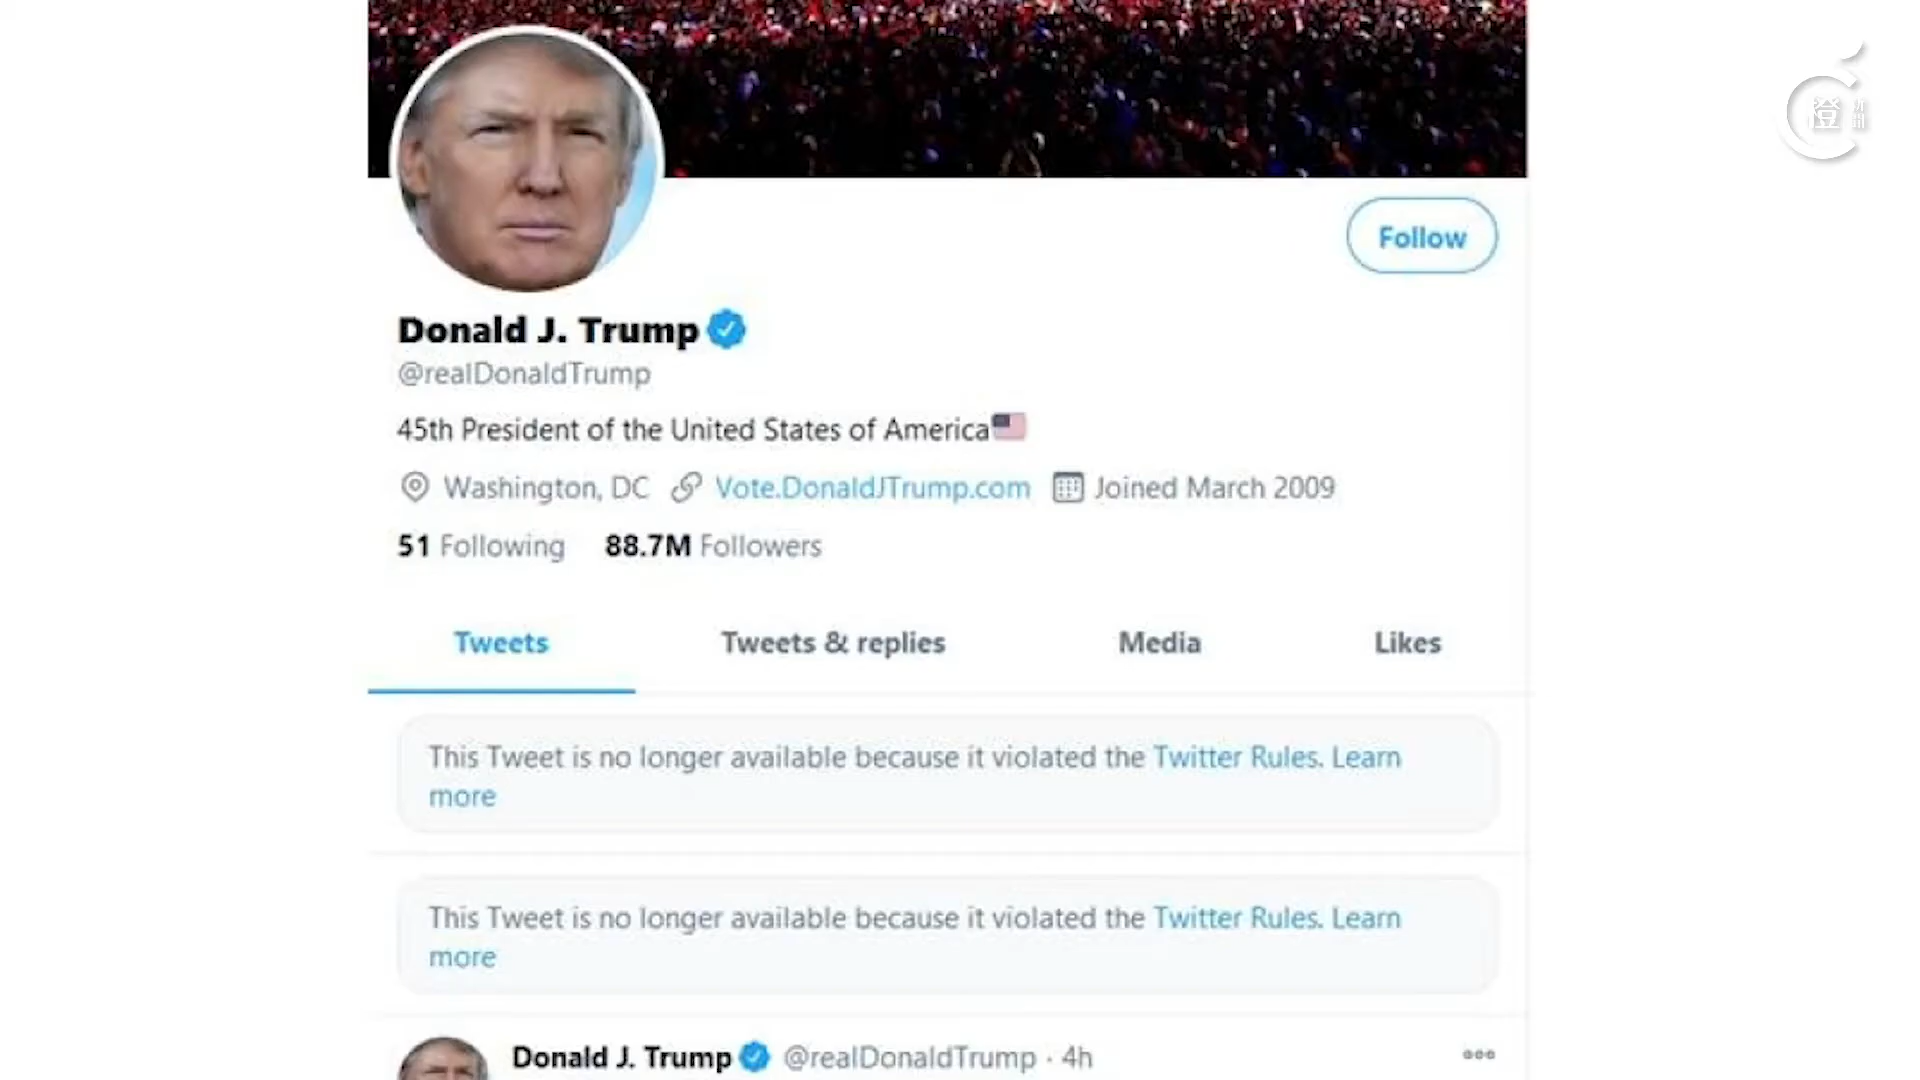 橙新聞
Follow
Donald J. Trump
@realDonaldTrump
45th President of the United States of America
Washington, DC Vote.DonaldJTrump.com Joined March 2009
51 Following 88.7M Followers
Tweets Tweets & replies Media Likes
This Tweet is no longer available because it violated the Twitter Rules. Learn
more
This Tweet is no longer available because it violated the Twitter Rules. Learn
more
Donald J. Trump @realDonaldTrump · 4h